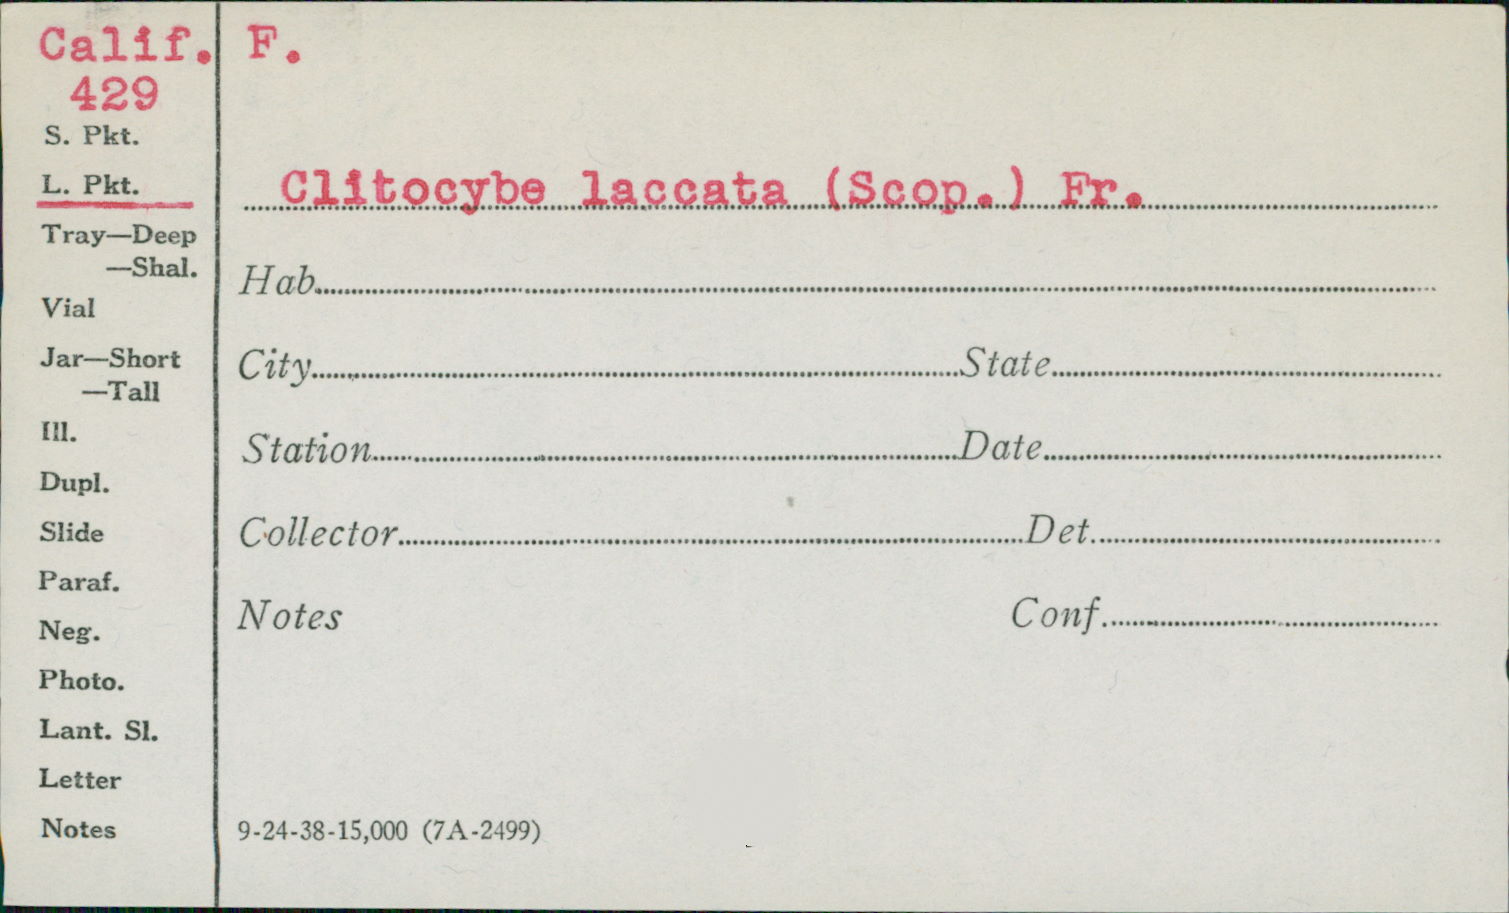 Calif.
429
S. Pkt.
L. Pkt.
Tray—Deep
—Shal.
Vial
Jar—Short
—Tall
Ill.
Dupl.
Slide
Paraf.
Neg.
Photo.
Lant. Sl.
Letter
Notes
F.
Clitocybe laccata (Scop.) Fr.
Hab.
City State
Station Date
Collector Det.
Notes Conf.
9-24-38-15,000 (7A-2499)